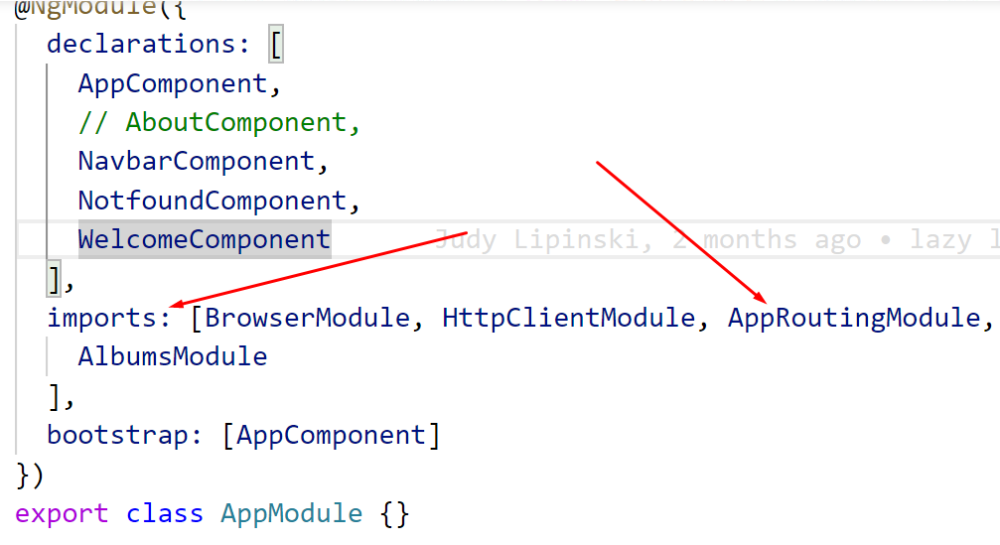 @NgModule({
declarations: [
AppComponent,
// AboutComponent,
NavbarComponent,
NotfoundComponent,
WelcomeComponent Judy Lipinski, 2 months ago • lazy l
],
imports: [BrowserModule, HttpClientModule, AppRoutingModule,
AlbumsModule
],
bootstrap: [AppComponent]
})
export class AppModule {}